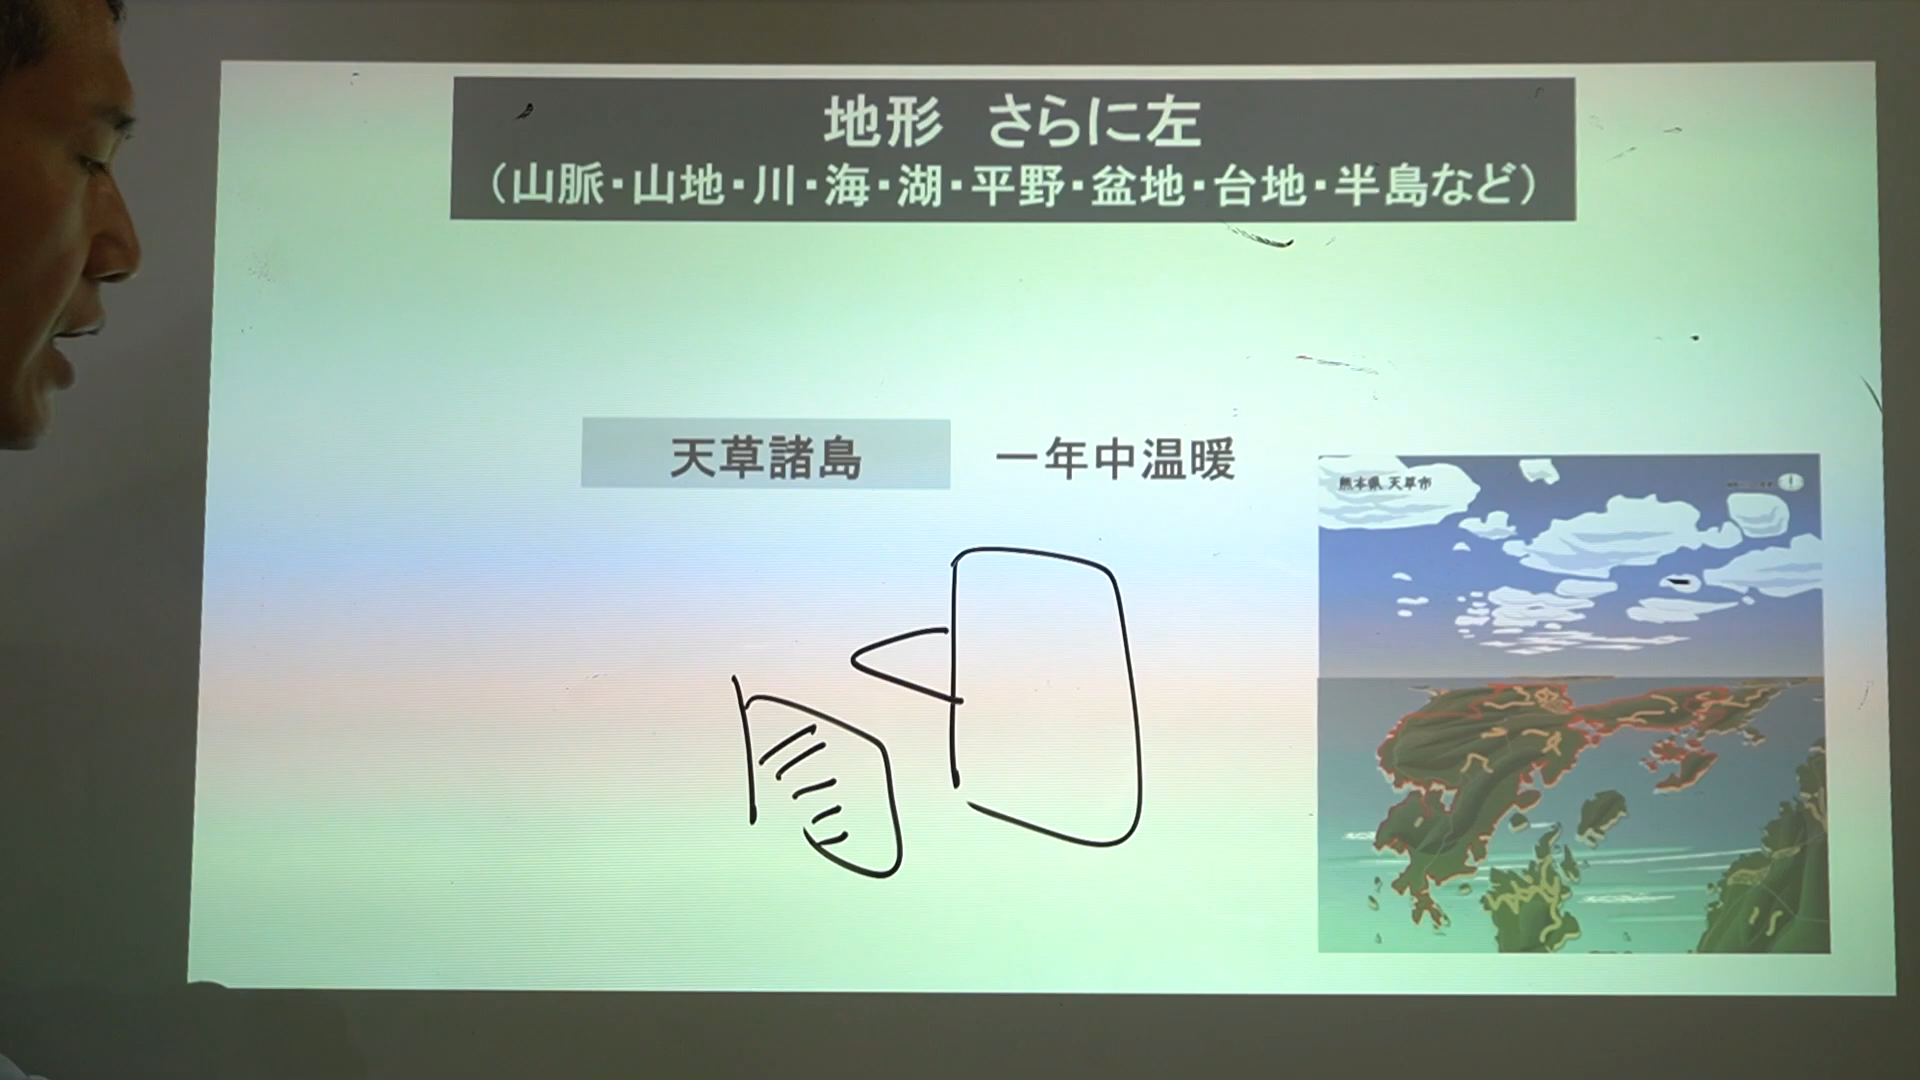 地形　さらに左
（山脈・山地・川・海・湖・平野・盆地・台地・半島など）
天草諸島　一年中温暖
熊本県 天草市